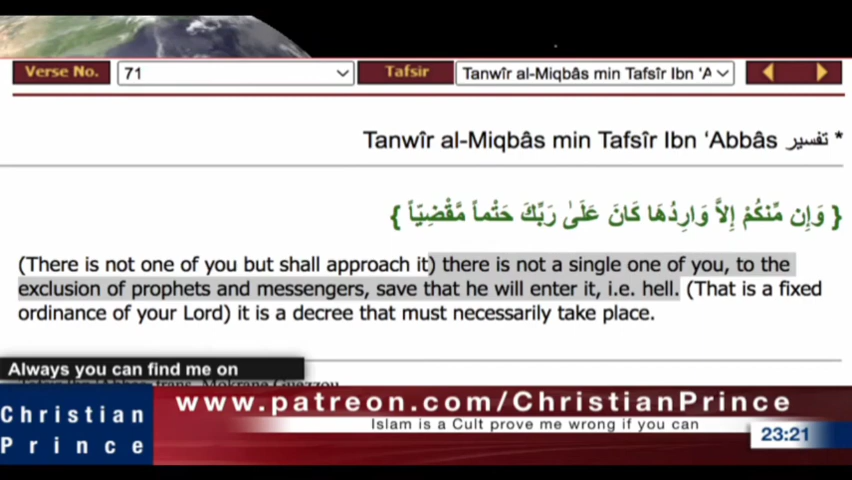 Verse No. 71 Tafsir Tanwîr al-Miqbâs min Tafsîr Ibn ‘A
* تفسير Tanwîr al-Miqbâs min Tafsîr Ibn ‘Abbâs
{ وَإِن مِّنكُمْ إِلاَّ وَارِدُهَا كَانَ عَلَىٰ رَبِّكَ حَتْماً مَّقْضِيّاً }
(There is not one of you but shall approach it) there is not a single one of you, to the
exclusion of prophets and messengers, save that he will enter it, i.e. hell. (That is a fixed
ordinance of your Lord) it is a decree that must necessarily take place.
Always you can find me on
Christian
Prince
www.patreon.com/ChristianPrince
Islam is a Cult prove me wrong if you can
23:21